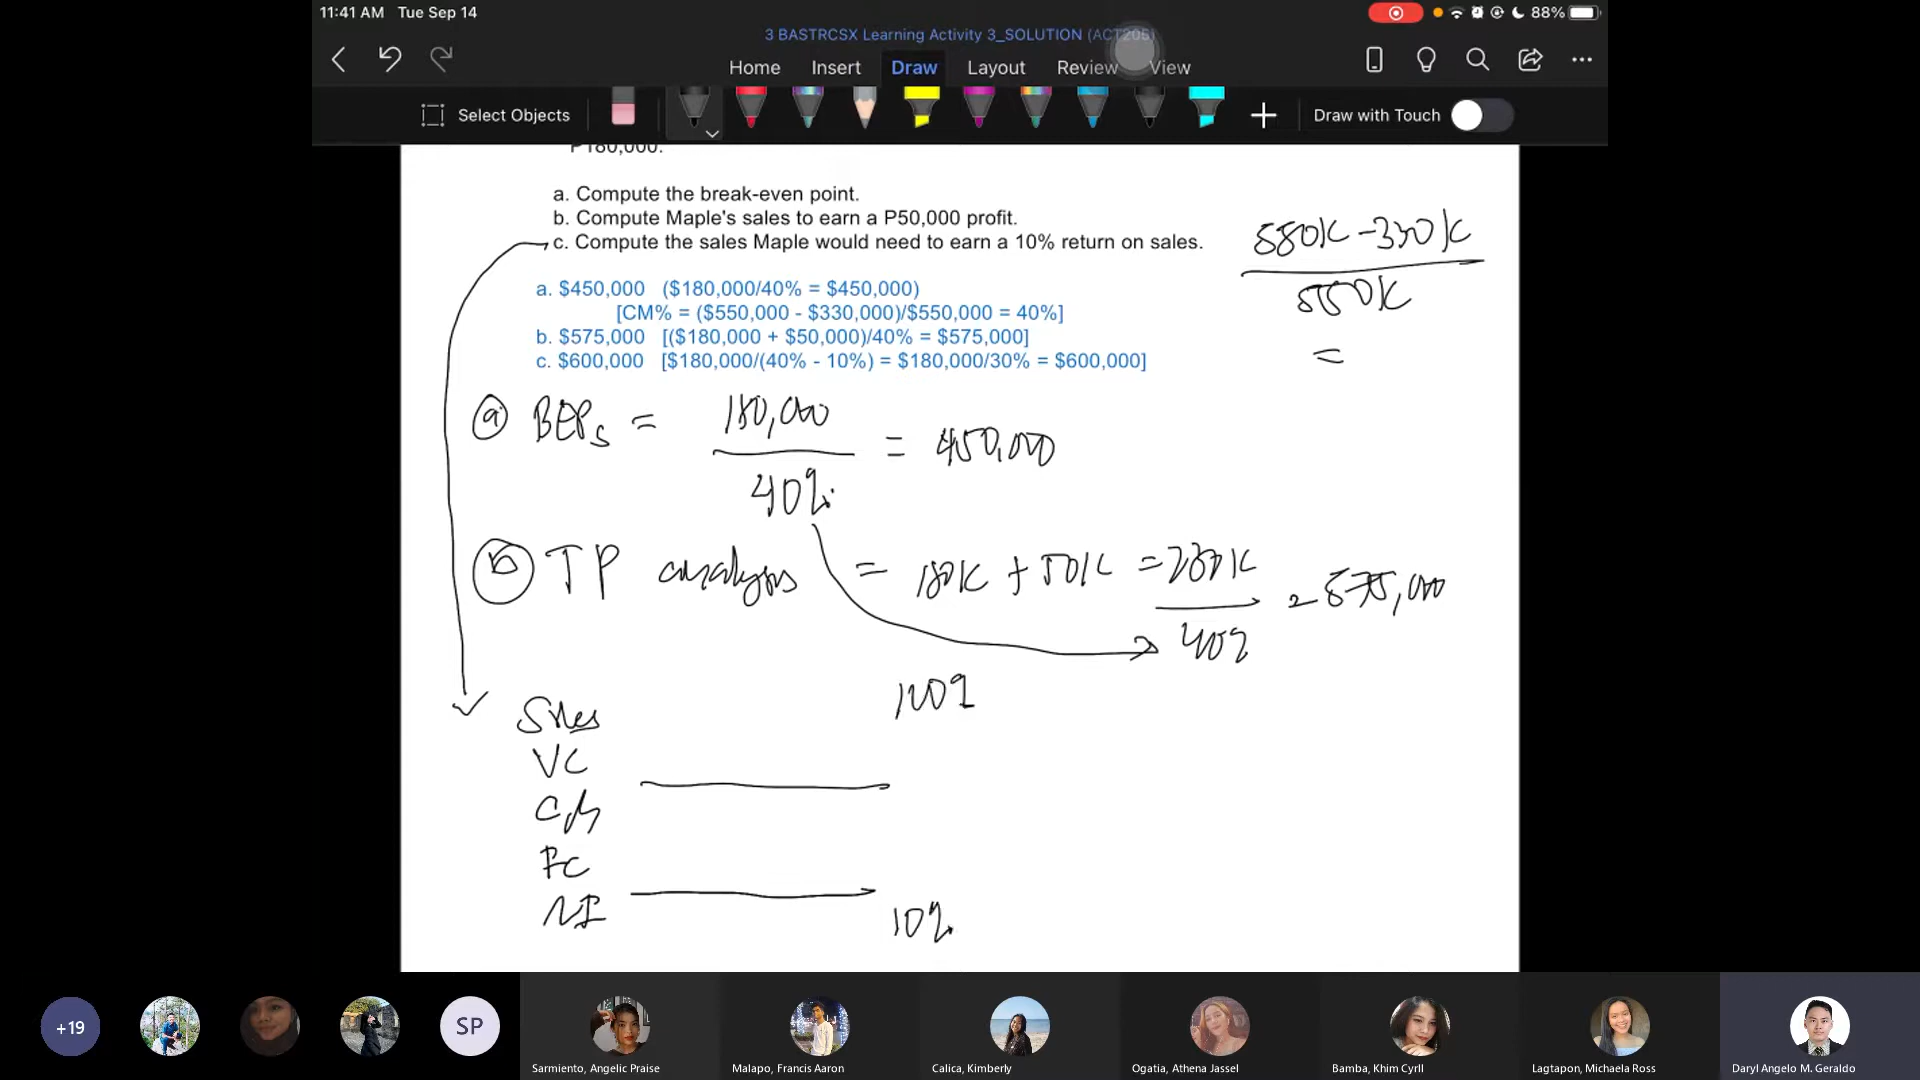 11:41 AM Tue Sep 14
88%
3 BASTRCSX Learning Activity 3_SOLUTION (ACT205)
Home Insert Draw Layout Review View
Select Objects
Draw with Touch
P180,000.
a. Compute the break-even point.
b. Compute Maple's sales to earn a P50,000 profit.
c. Compute the sales Maple would need to earn a 10% return on sales.
550K - 330K
550K
=
a. $450,000 ($180,000/40% = $450,000)
[CM% = ($550,000 - $330,000)/$550,000 = 40%]
b. $575,000 [($180,000 + $50,000)/40% = $575,000]
c. $600,000 [$180,000/(40% - 10%) = $180,000/30% = $600,000]
a BEPs = 180,000
40%
= 450,000
b TP analysis = 180K + 50K = 230K
40%
= 575,000
Sales 100%
VC
CM
FC
NI 10%
+19
SP
Sarmiento, Angelic Praise
Malapo, Francis Aaron
Calica, Kimberly
Ogatia, Athena Jassel
Bamba, Khim Cyrll
Lagtapon, Michaela Ross
Daryl Angelo M. Geraldo